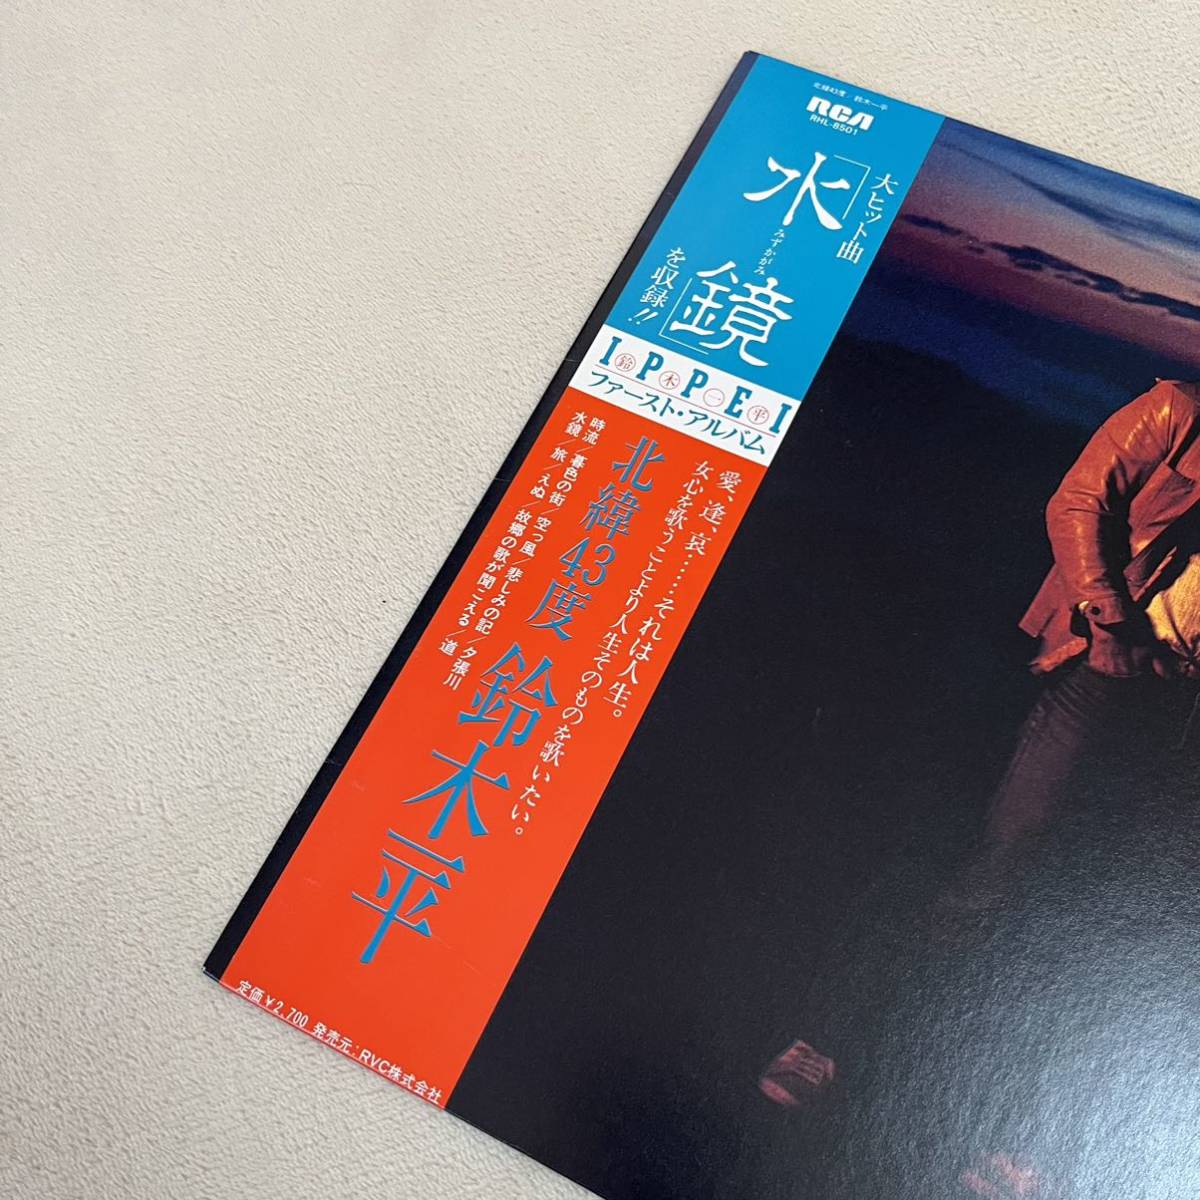 北緯43度／鈴木一平
RCA
RHL-8501
大ヒット曲
「水鏡」
みずかがみ
を収録!!
IPPEI
鈴木一平
ファースト・アルバム
愛、逢、哀……それは人生。
女心を歌うことより人生そのものを歌いたい。
北緯43度 鈴木一平
時流／暮色の街／空っ風／悲しみの記／夕張川
水鏡／旅／えぬ／故郷の歌が聞こえる／道
定価￥2,700 発売元：RVC株式会社